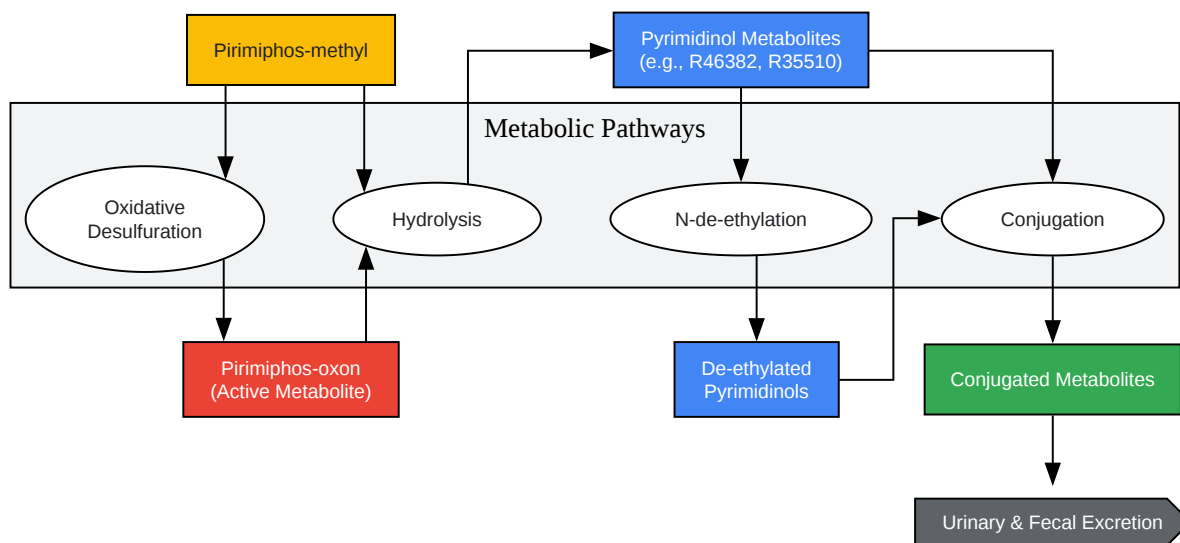 Pirimiphos-methyl
Pyrimidinol Metabolites
(e.g., R46382, R35510)
Metabolic Pathways
Oxidative
Desulfuration
Hydrolysis
N-de-ethylation
Conjugation
Pirimiphos-oxon
(Active Metabolite)
De-ethylated
Pyrimidinols
Conjugated Metabolites
Urinary & Fecal Excretion